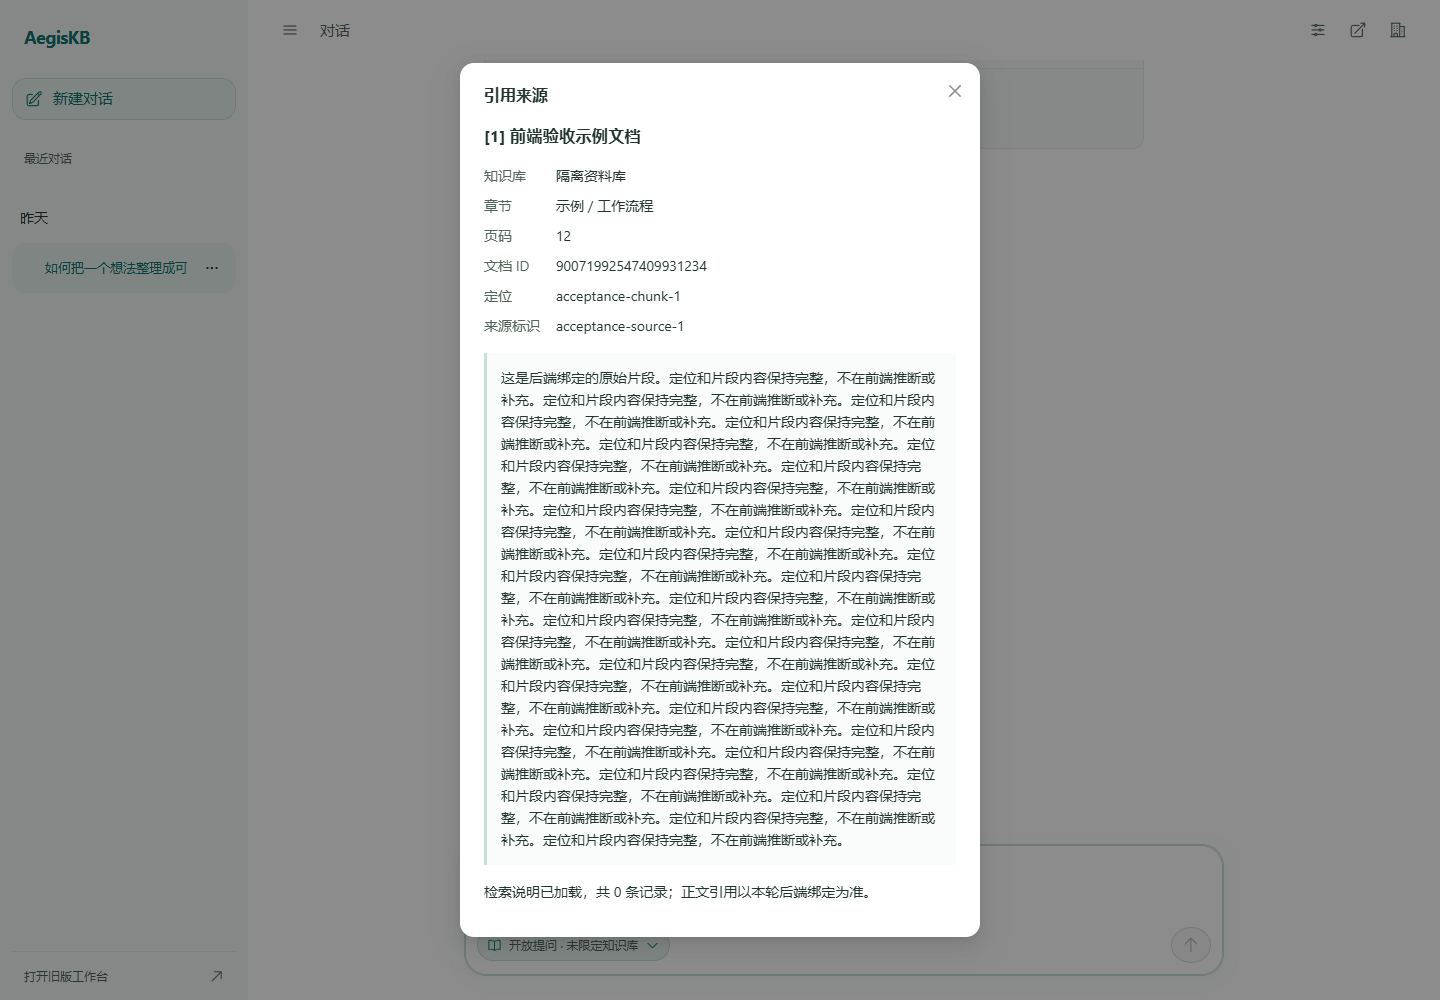 AegisKB
新建对话
最近对话
昨天
如何把一个想法整理成可
打开旧版工作台
对话
引用来源
[1] 前端验收示例文档
知识库 隔离资料库
章节 示例 / 工作流程
页码 12
文档 ID 90071992547409931234
定位 acceptance-chunk-1
来源标识 acceptance-source-1
这是后端绑定的原始片段。定位和片段内容保持完整，不在前端推断或
补充。定位和片段内容保持完整，不在前端推断或补充。定位和片段内
容保持完整，不在前端推断或补充。定位和片段内容保持完整，不在前
端推断或补充。定位和片段内容保持完整，不在前端推断或补充。定位
和片段内容保持完整，不在前端推断或补充。定位和片段内容保持完
整，不在前端推断或补充。定位和片段内容保持完整，不在前端推断或
补充。定位和片段内容保持完整，不在前端推断或补充。定位和片段内
容保持完整，不在前端推断或补充。定位和片段内容保持完整，不在前
端推断或补充。定位和片段内容保持完整，不在前端推断或补充。定位
和片段内容保持完整，不在前端推断或补充。定位和片段内容保持完
整，不在前端推断或补充。定位和片段内容保持完整，不在前端推断或
补充。定位和片段内容保持完整，不在前端推断或补充。定位和片段内
容保持完整，不在前端推断或补充。定位和片段内容保持完整，不在前
端推断或补充。定位和片段内容保持完整，不在前端推断或补充。定位
和片段内容保持完整，不在前端推断或补充。定位和片段内容保持完
整，不在前端推断或补充。定位和片段内容保持完整，不在前端推断或
补充。定位和片段内容保持完整，不在前端推断或补充。定位和片段内
容保持完整，不在前端推断或补充。定位和片段内容保持完整，不在前
端推断或补充。定位和片段内容保持完整，不在前端推断或补充。定位
和片段内容保持完整，不在前端推断或补充。定位和片段内容保持完
整，不在前端推断或补充。定位和片段内容保持完整，不在前端推断或
补充。定位和片段内容保持完整，不在前端推断或补充。
检索说明已加载，共 0 条记录；正文引用以本轮后端绑定为准。
开放提问 · 未限定知识库